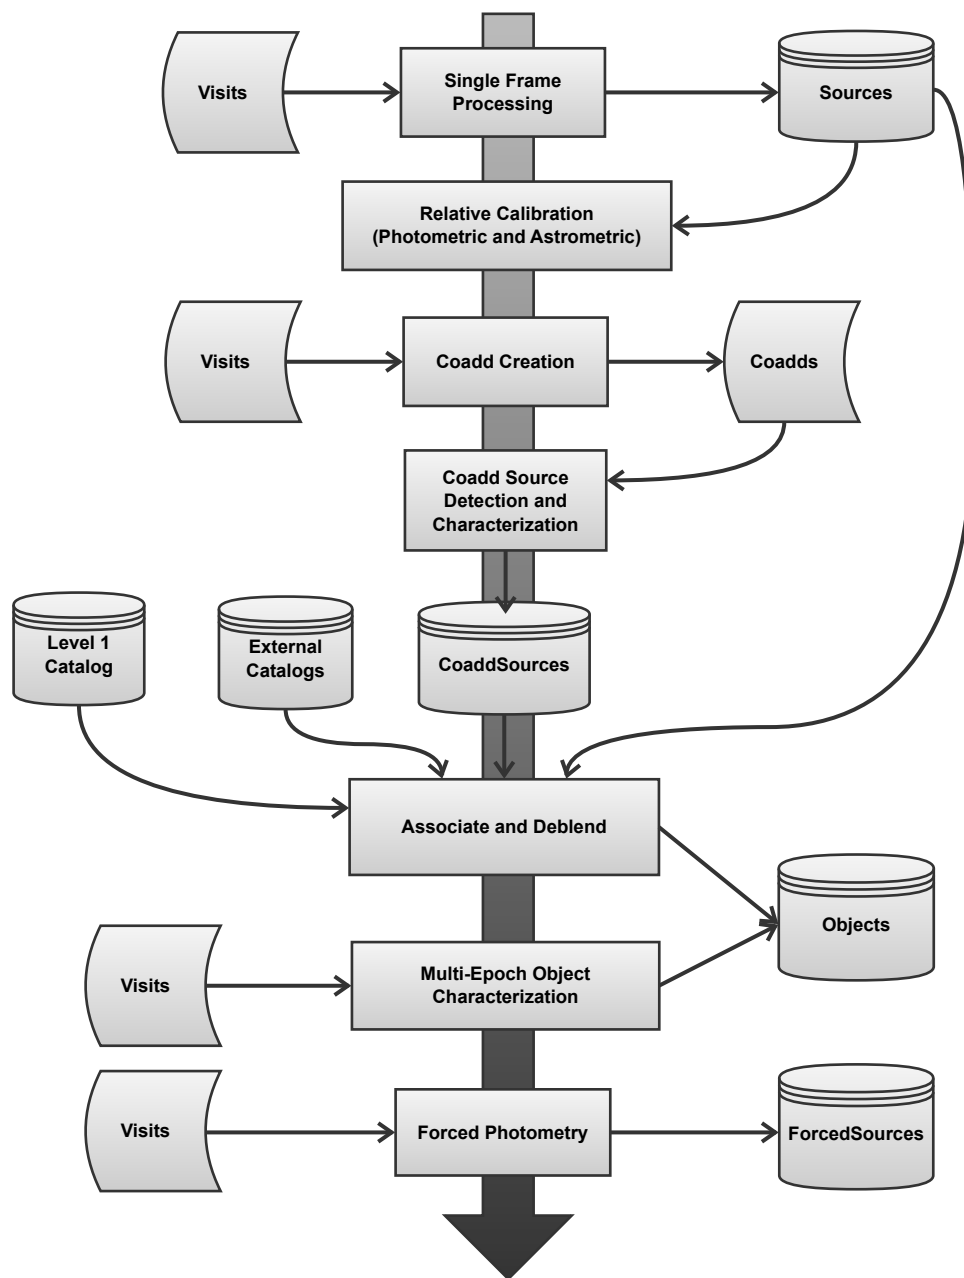 Visits
Single Frame
Processing
Sources
Relative Calibration
(Photometric and Astrometric)
Visits
Coadd Creation
Coadds
Coadd Source
Detection and
Characterization
Level 1
Catalog
External
Catalogs
CoaddSources
Associate and Deblend
Objects
Visits
Multi-Epoch Object
Characterization
Visits
Forced Photometry
ForcedSources